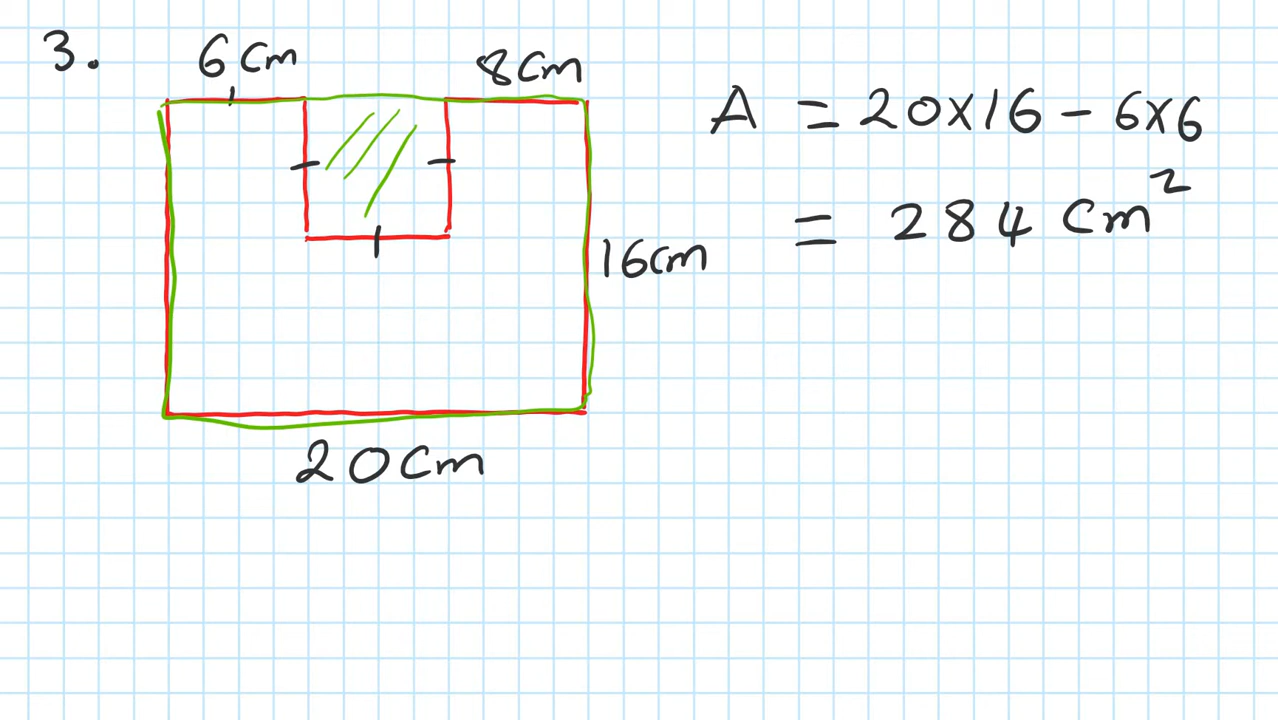 3.
6cm
8cm
A = 20x16 - 6x6
= 284 cm²
16cm
20cm